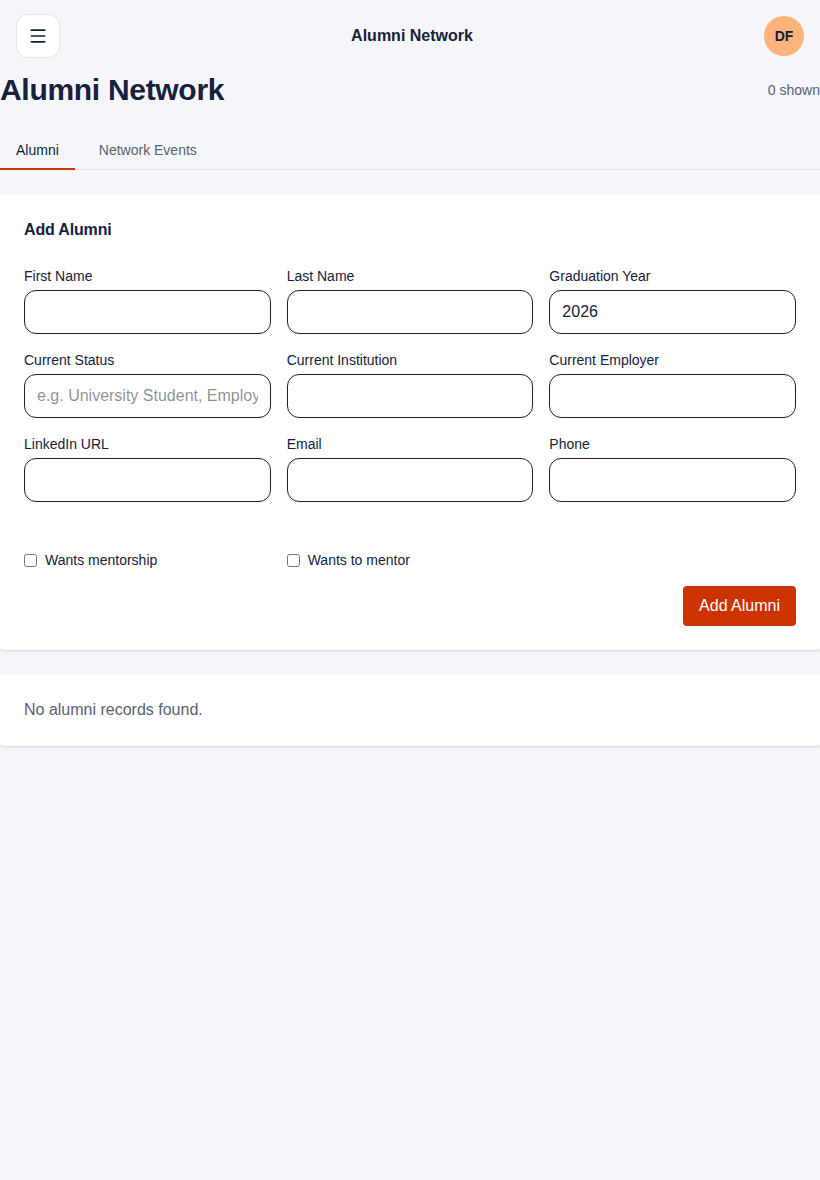 Alumni Network
DF
Alumni Network
0 shown
Alumni
Network Events
Add Alumni
First Name
Last Name
Graduation Year
2026
Current Status
Current Institution
Current Employer
e.g. University Student, Employ
LinkedIn URL
Email
Phone
Wants mentorship
Wants to mentor
Add Alumni
No alumni records found.